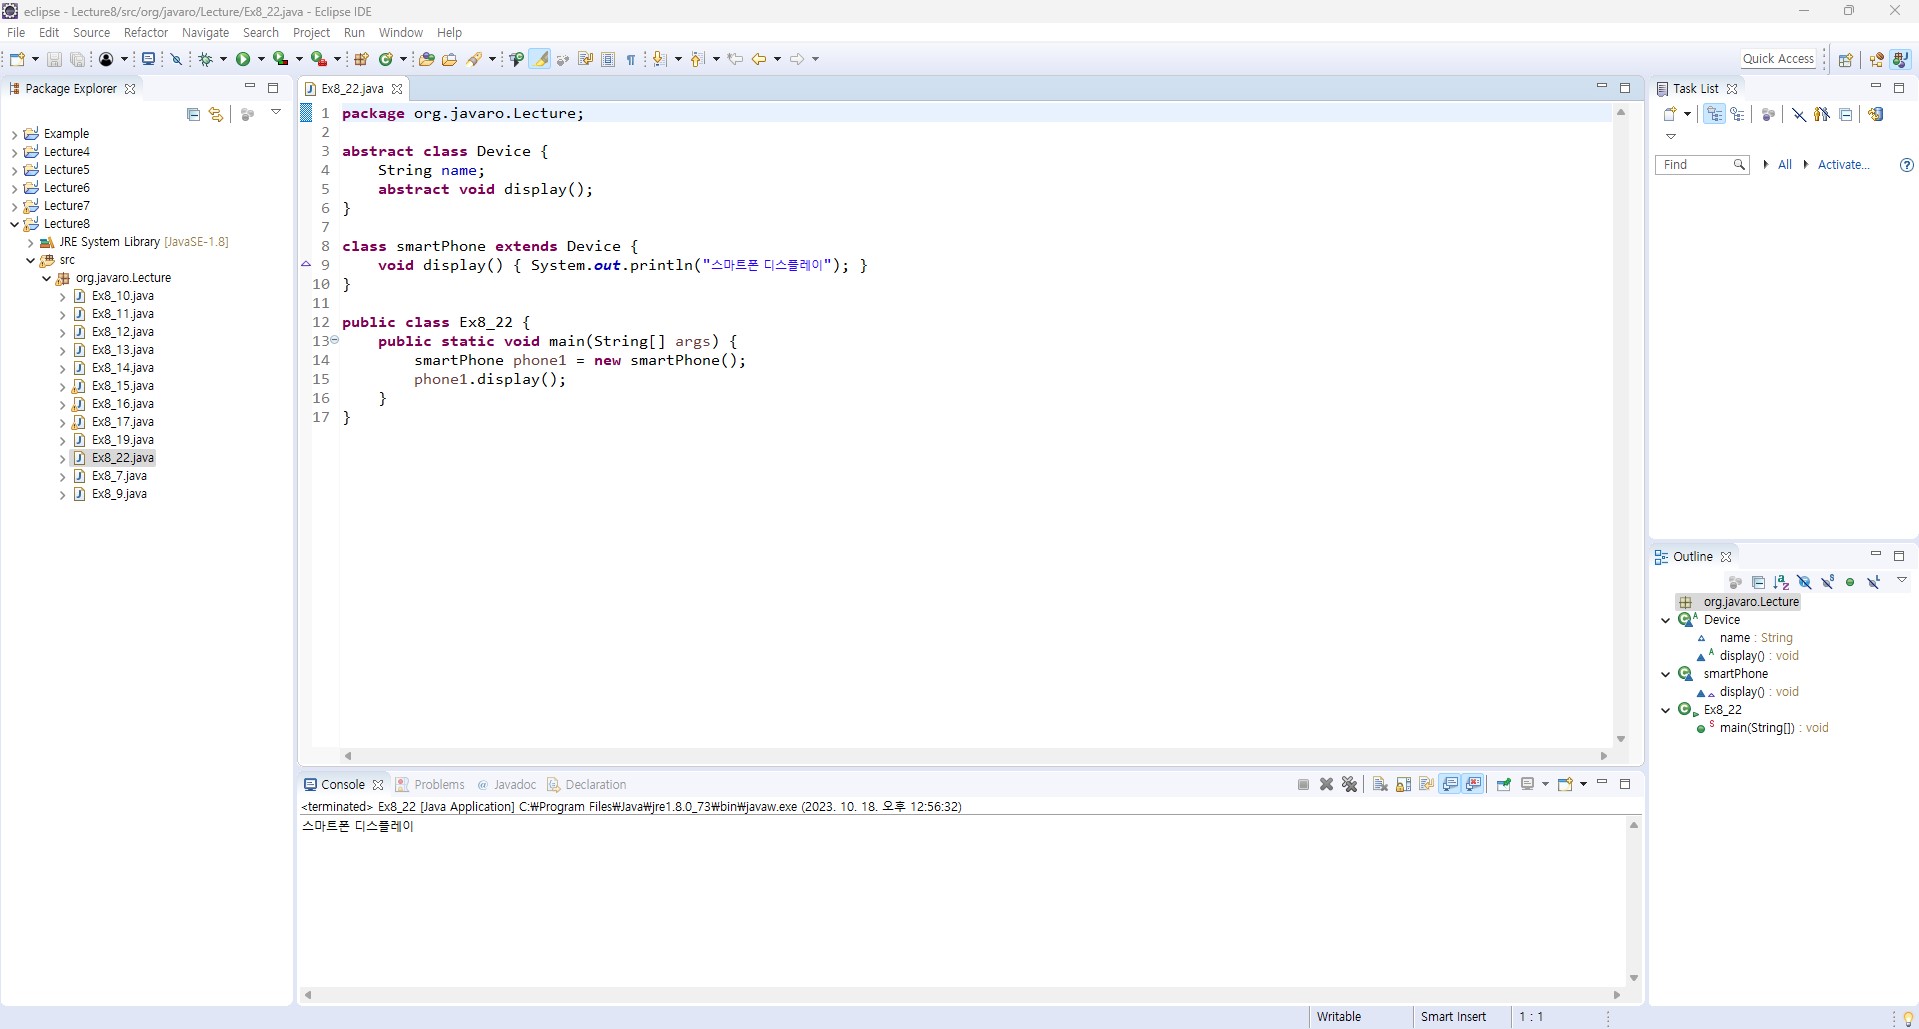 eclipse - Lecture8/src/org/javaro/Lecture/Ex8_22.java - Eclipse IDE
File Edit Source Refactor Navigate Search Project Run Window Help
Quick Access
Package Explorer
Example
Lecture4
Lecture5
Lecture6
Lecture7
Lecture8
JRE System Library [JavaSE-1.8]
src
org.javaro.Lecture
Ex8_10.java
Ex8_11.java
Ex8_12.java
Ex8_13.java
Ex8_14.java
Ex8_15.java
Ex8_16.java
Ex8_17.java
Ex8_19.java
Ex8_22.java
Ex8_7.java
Ex8_9.java
Ex8_22.java
1 package org.javaro.Lecture;
2
3 abstract class Device {
4 String name;
5 abstract void display();
6 }
7
8 class smartPhone extends Device {
9 void display() { System.out.println("스마트폰 디스플레이"); }
10 }
11
12 public class Ex8_22 {
13 public static void main(String[] args) {
14 smartPhone phone1 = new smartPhone();
15 phone1.display();
16 }
17 }
Console Problems @ Javadoc Declaration
<terminated> Ex8_22 [Java Application] C:₩Program Files₩Java₩jre1.8.0_73₩bin₩javaw.exe (2023. 10. 18. 오후 12:56:32)
스마트폰 디스플레이
Task List
Find All Activate...
Outline
org.javaro.Lecture
Device
name : String
display() : void
smartPhone
display() : void
Ex8_22
main(String[]) : void
Writable Smart Insert 1 : 1